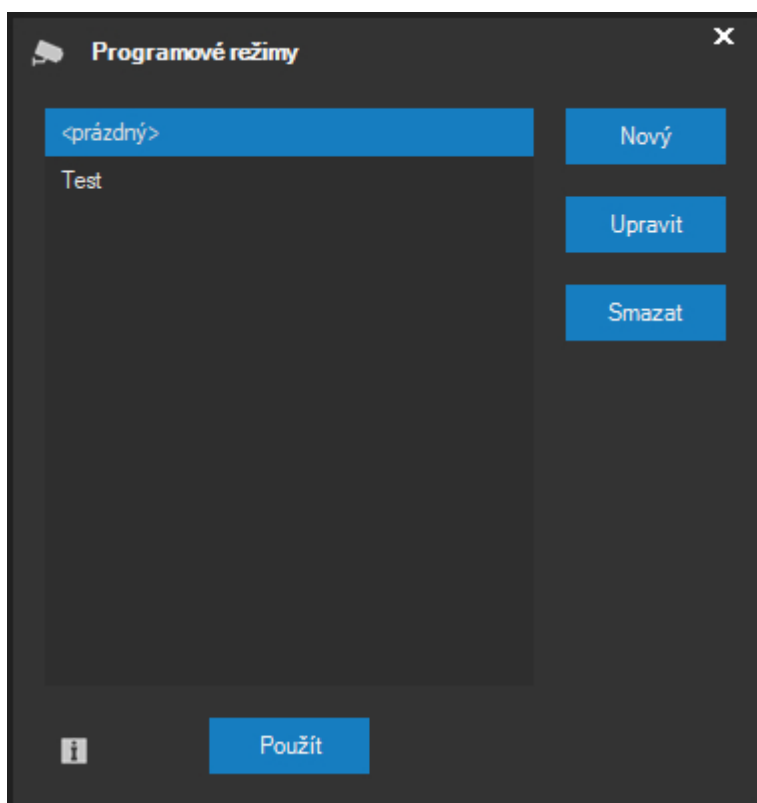 Programové režimy
<prázdný>
Test
Nový
Upravit
Smazat
Použít